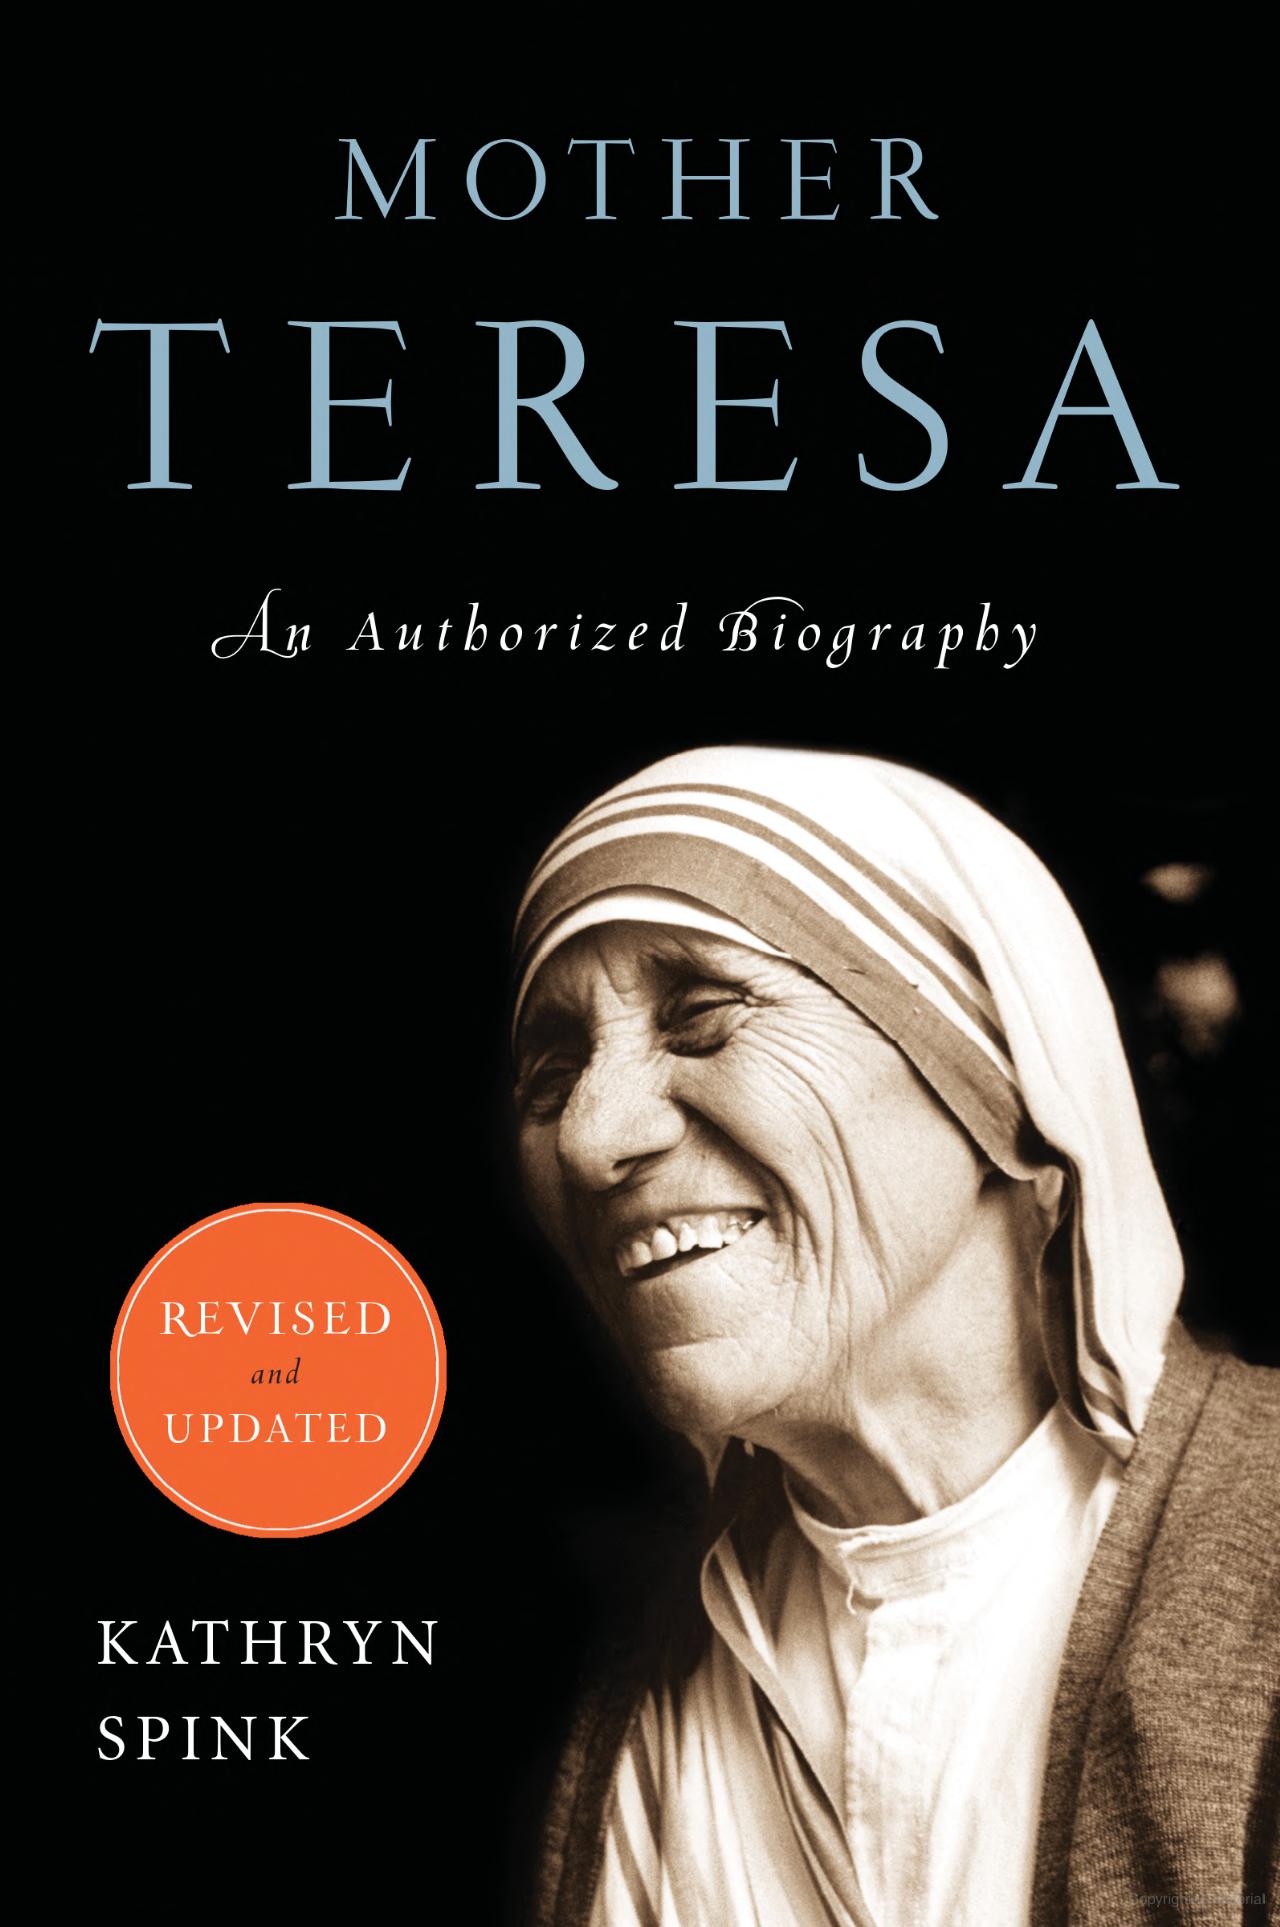 MOTHER
TERESA
An Authorized Biography
REVISED
and
UPDATED
KATHRYN
SPINK